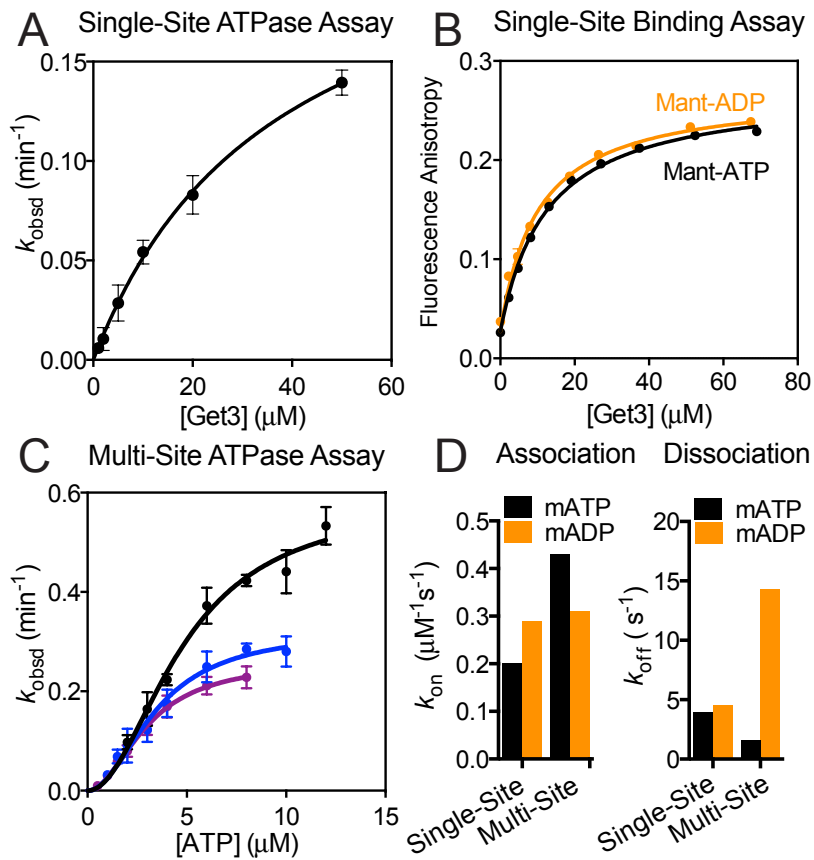 A
Single-Site ATPase Assay
0.15
0.10
0.05
0.00
kobsd (min⁻¹)
0
20
40
60
[Get3] (μM)
B
Single-Site Binding Assay
0.3
0.2
0.1
0.0
Fluorescence Anisotropy
Mant-ADP
Mant-ATP
0
20
40
60
80
[Get3] (μM)
C
Multi-Site ATPase Assay
0.6
0.4
0.2
0.0
kobsd (min⁻¹)
0
5
10
15
[ATP] (μM)
D
Association
mATP
mADP
0.5
0.4
0.3
0.2
0.1
0.0
kon (μM⁻¹s⁻¹)
Single-Site
Multi-Site
Dissociation
mATP
mADP
20
15
10
5
0
koff ( s⁻¹)
Single-Site
Multi-Site